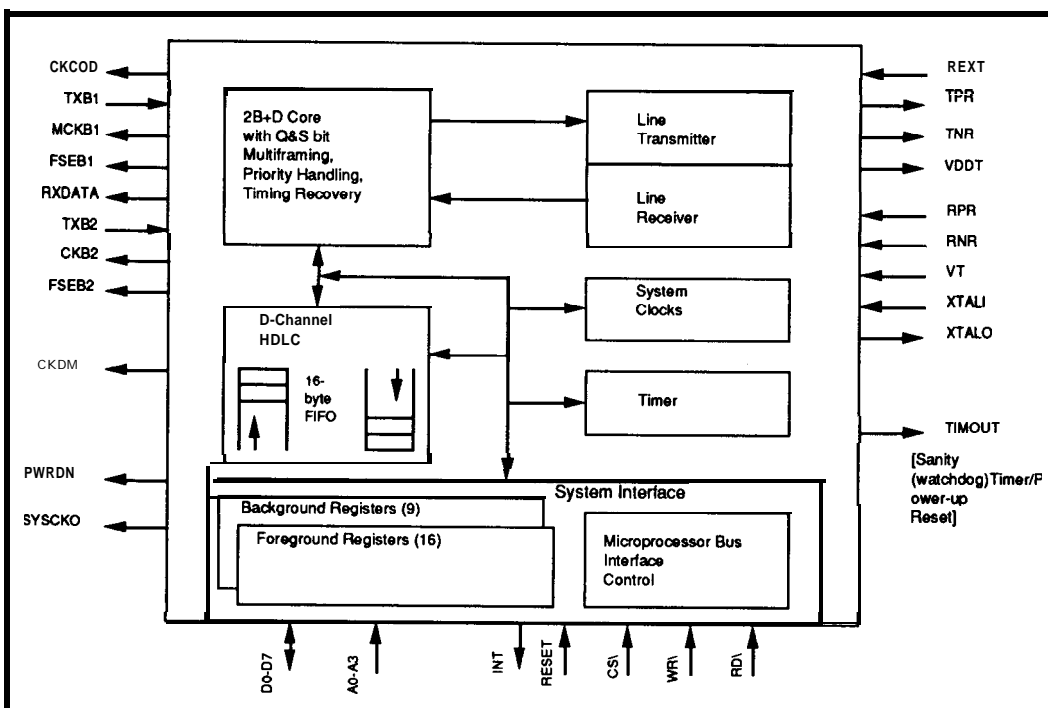 CKCOD
TXB1
MCKB1
FSEB1
RXDATA
TXB2
CKB2
FSEB2
CKDM
PWRDN
SYSCKO
2B+D Core
with Q&S bit
Multiframing,
Priority Handling,
Timing Recovery
Line
Transmitter
Line
Receiver
D-Channel
HDLC
16-
byte
FIFO
System
Clocks
Timer
System Interface
Background Registers (9)
Foreground Registers (16)
Microprocessor Bus
Interface
Control
REXT
TPR
TNR
VDDT
RPR
RNR
VT
XTALI
XTALO
TIMOUT
[Sanity
(watchdog)Timer/P
ower-up
Reset]
D0-D7
A0-A3
INT
RESET
CS\
WR\
RD\